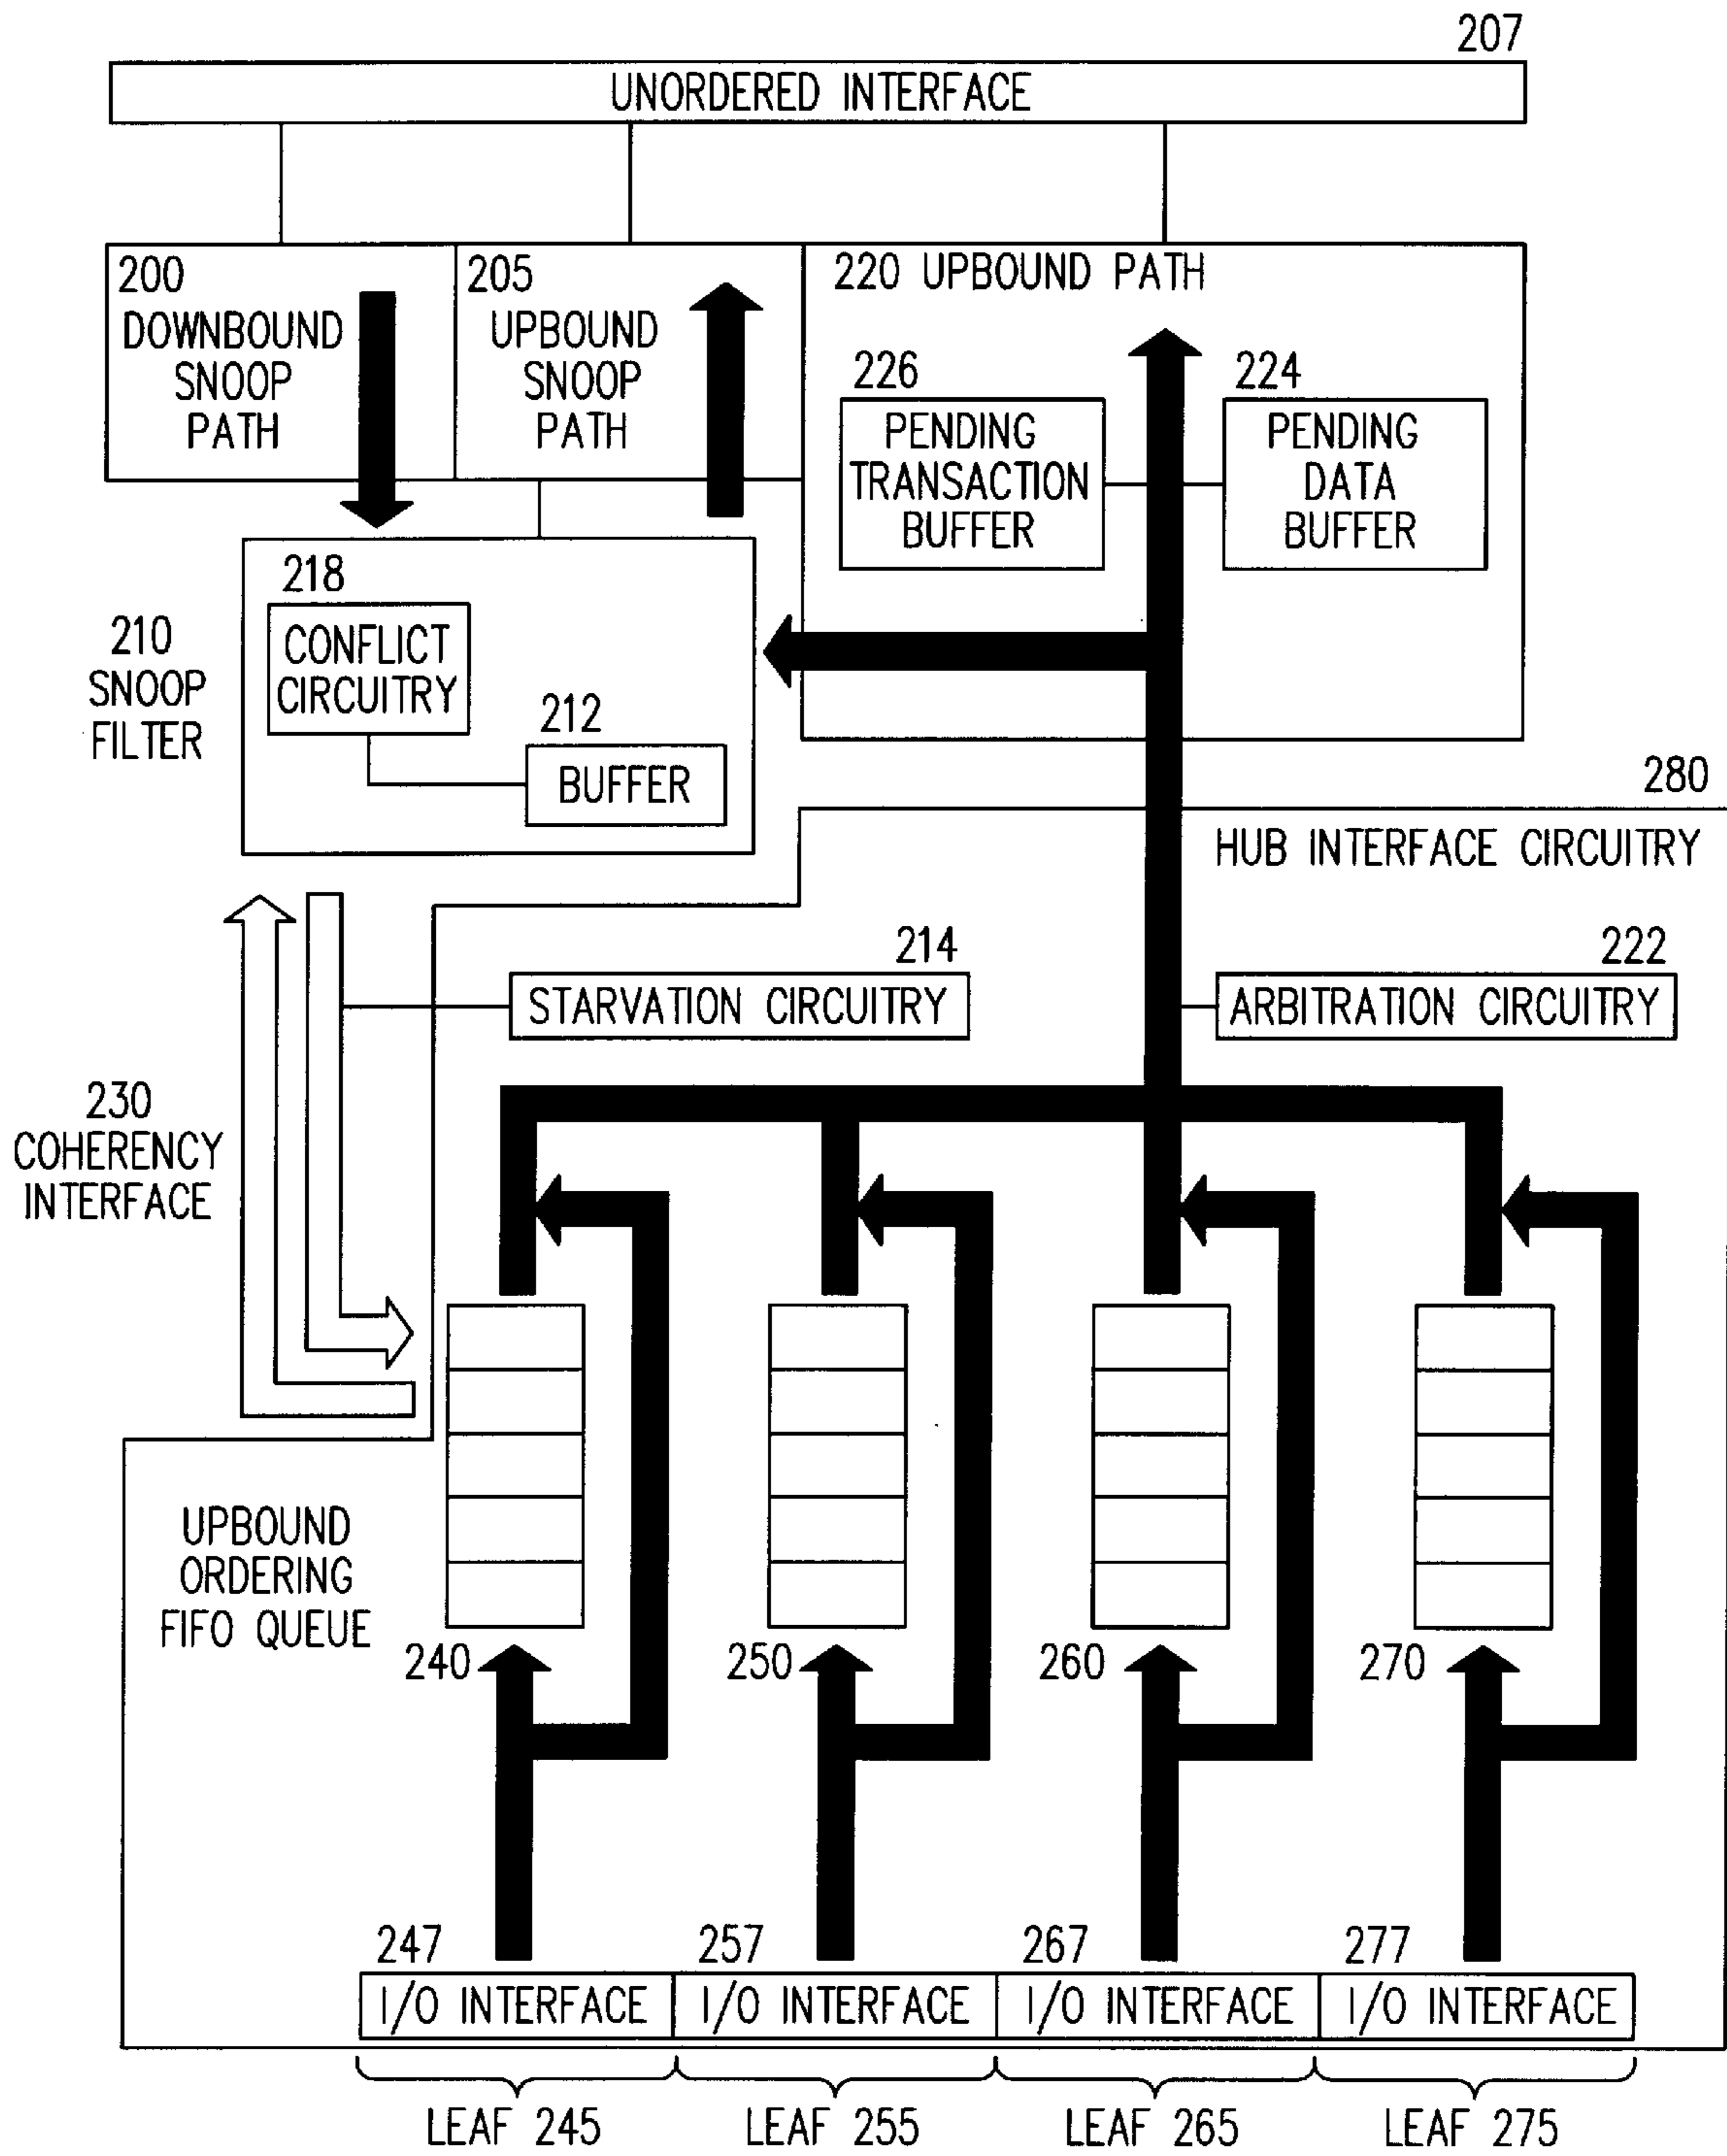 207
UNORDERED INTERFACE
200
DOWNBOUND
SNOOP
PATH
205
UPBOUND
SNOOP
PATH
220 UPBOUND PATH
226
PENDING
TRANSACTION
BUFFER
224
PENDING
DATA
BUFFER
210
SNOOP
FILTER
218
CONFLICT
CIRCUITRY
212
BUFFER
280
HUB INTERFACE CIRCUITRY
214
STARVATION CIRCUITRY
222
ARBITRATION CIRCUITRY
230
COHERENCY
INTERFACE
UPBOUND
ORDERING
FIFO QUEUE
240
250
260
270
247
I/O INTERFACE
257
I/O INTERFACE
267
I/O INTERFACE
277
I/O INTERFACE
LEAF 245
LEAF 255
LEAF 265
LEAF 275